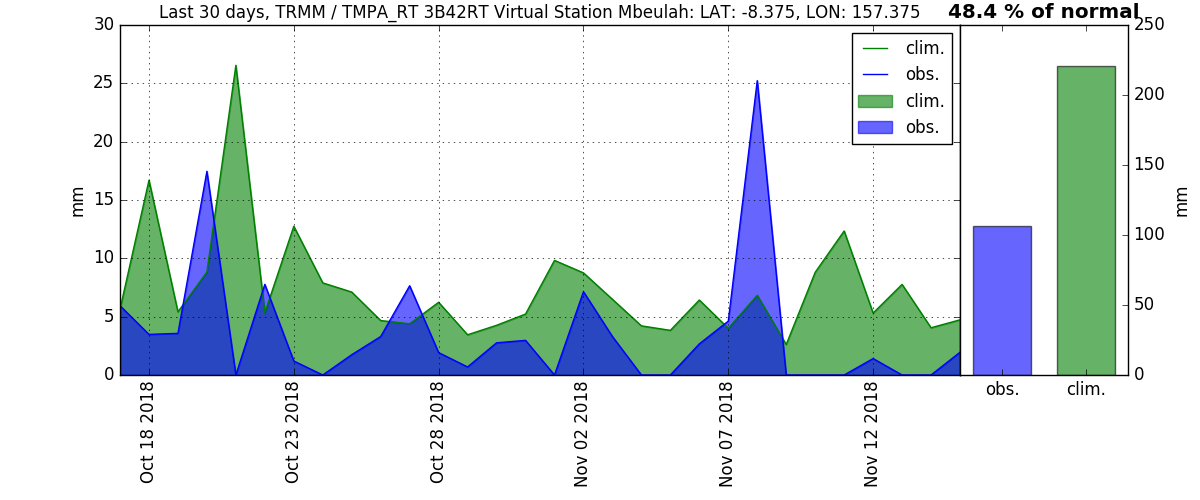 Last 30 days, TRMM / TMPA_RT 3B42RT Virtual Station Mbeulah: LAT: -8.375, LON: 157.375
48.4 % of normal
30
25
20
15
10
5
0
mm
clim.
obs.
clim.
obs.
Oct 18 2018
Oct 23 2018
Oct 28 2018
Nov 02 2018
Nov 07 2018
Nov 12 2018
250
200
150
100
50
0
mm
obs.
clim.